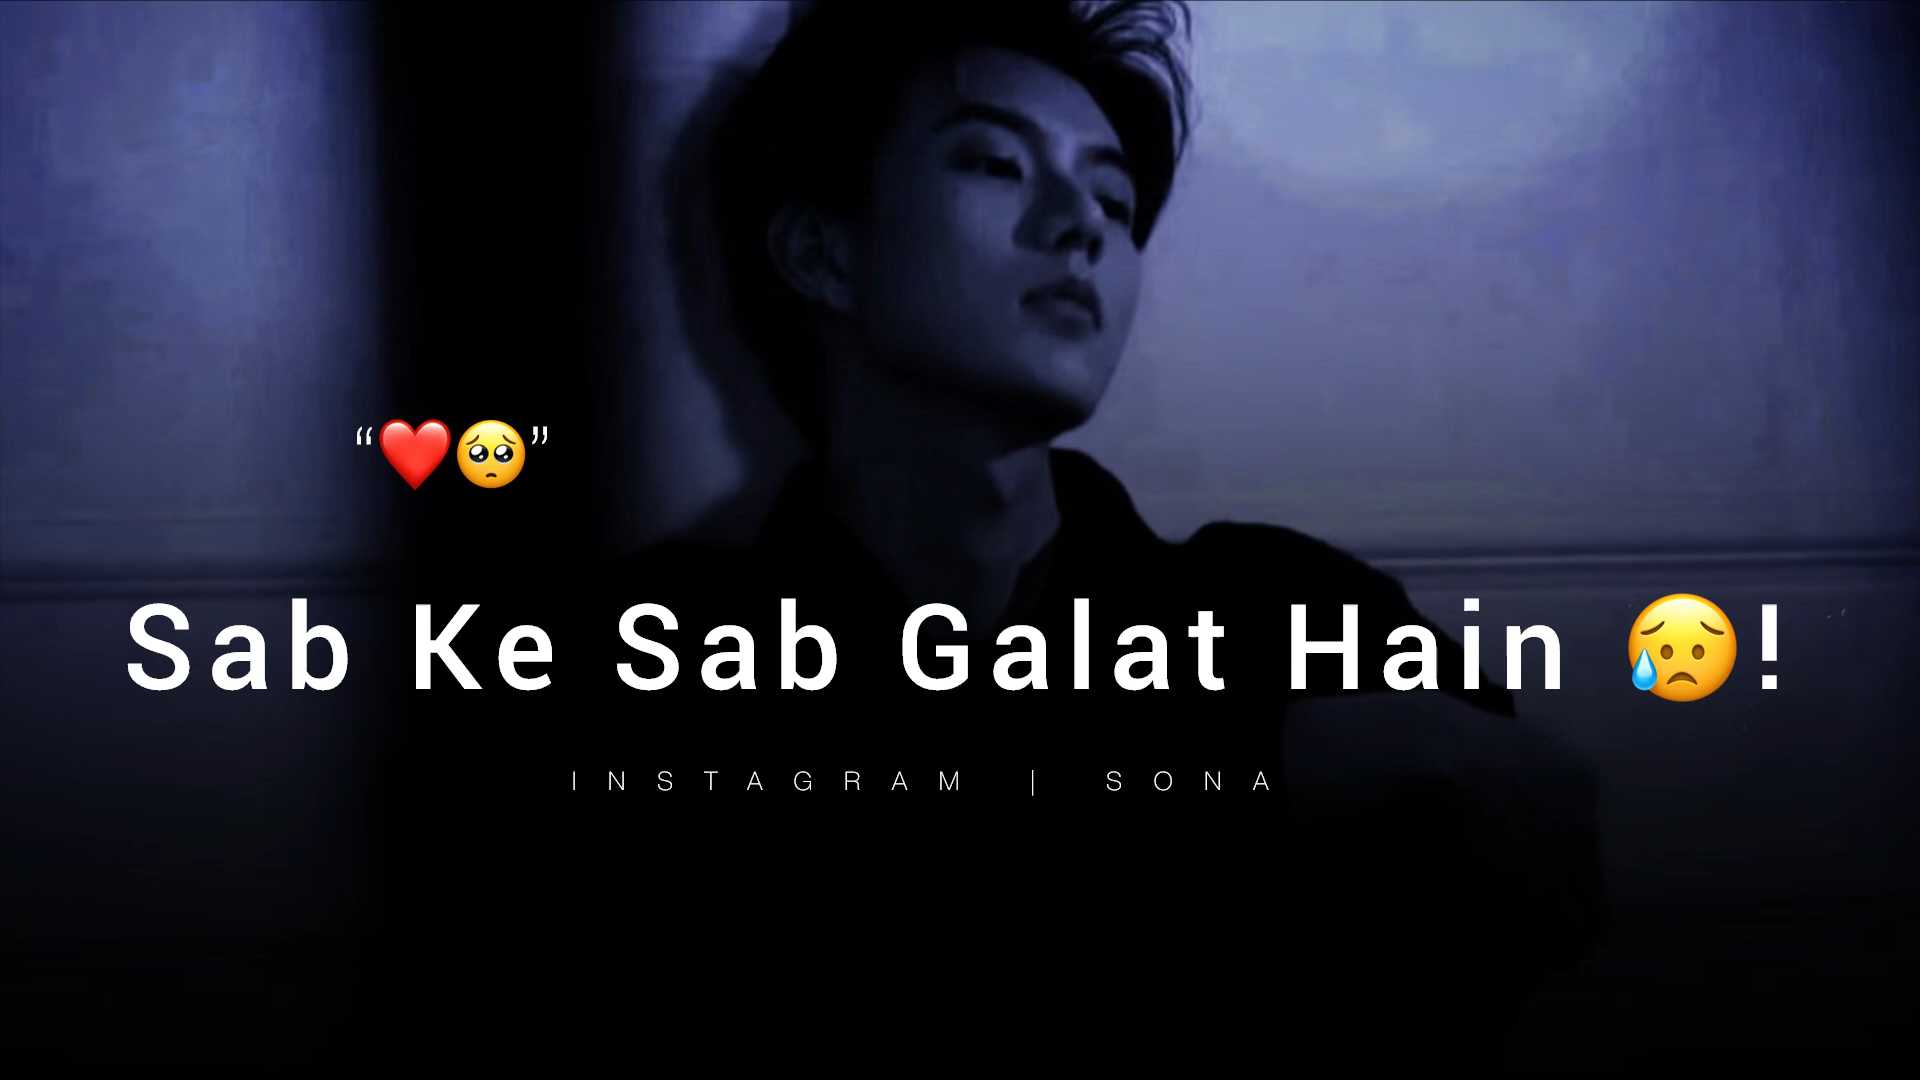 “❤️🥺”
Sab Ke Sab Galat Hain 😥!
INSTAGRAM | SONA